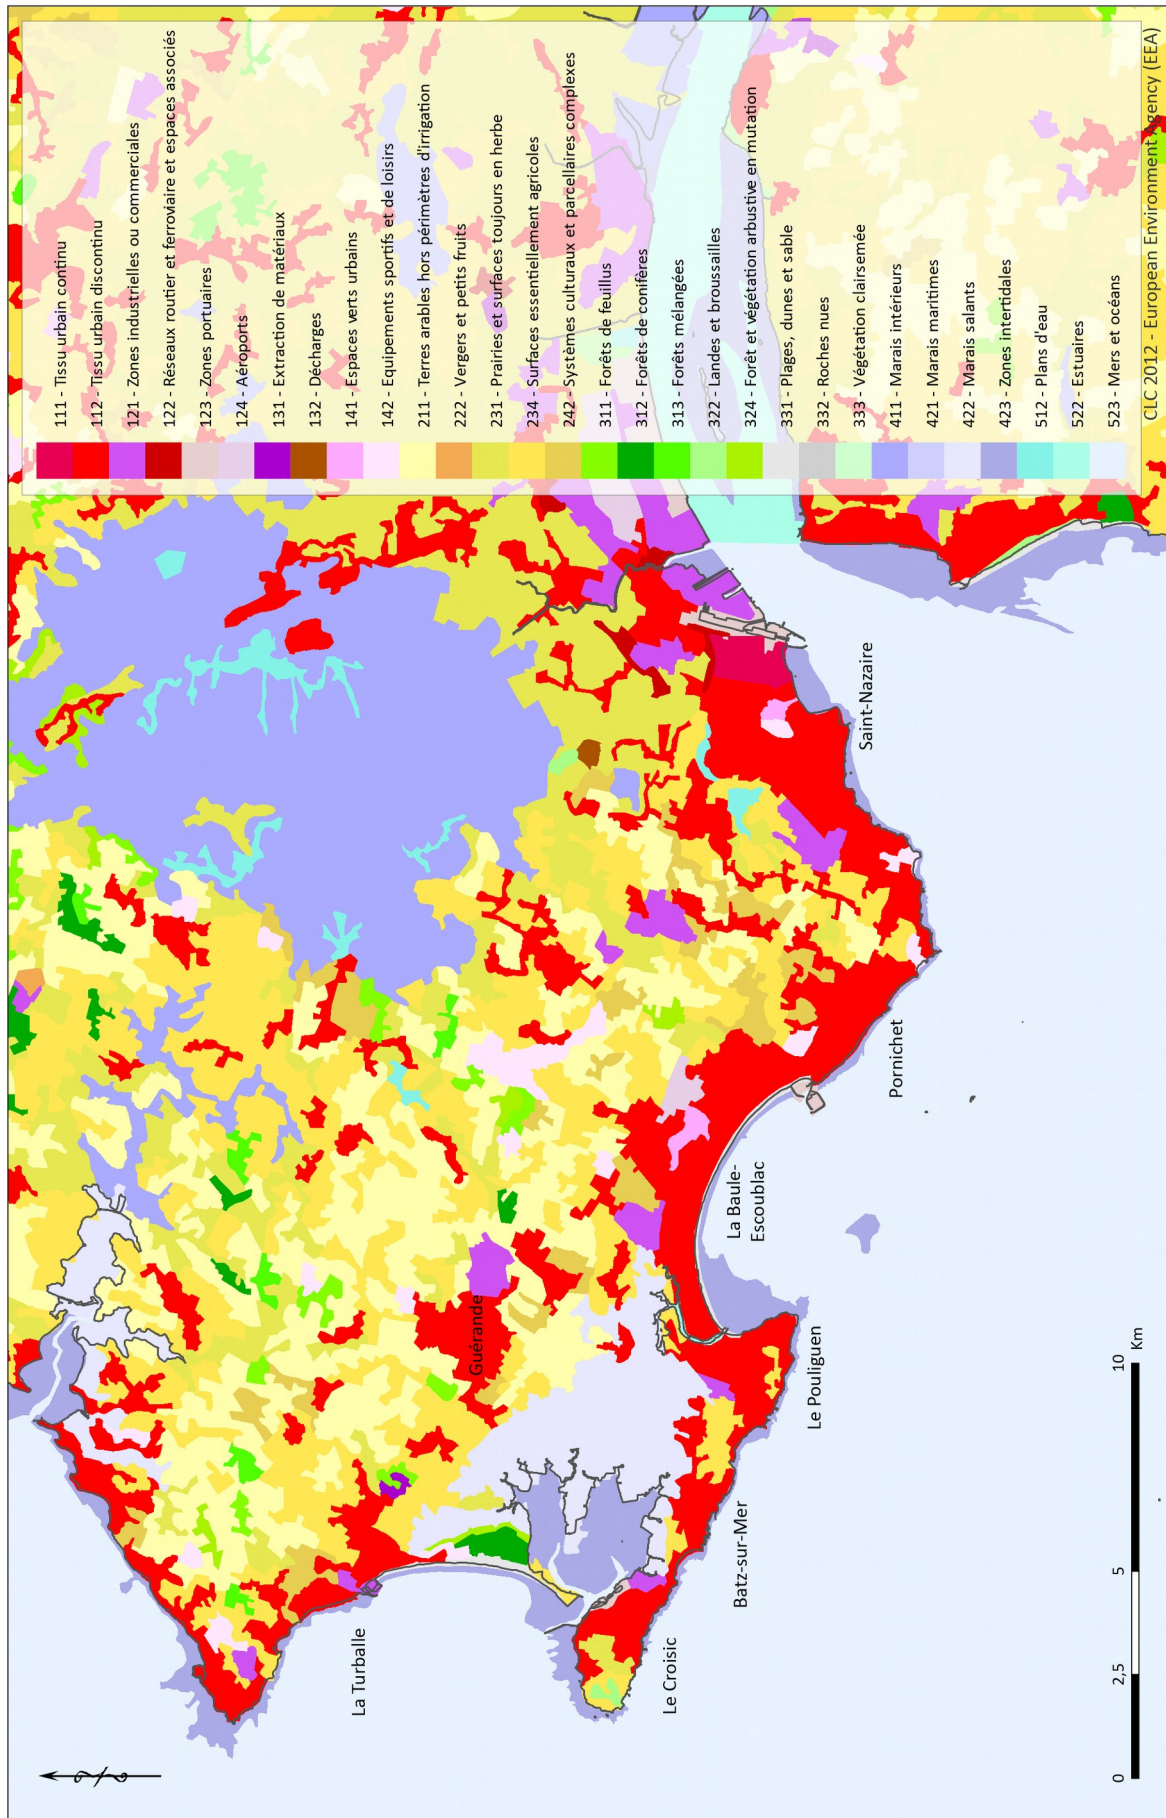 111 - Tissu urbain continu
112 - Tissu urbain discontinu
121 - Zones industrielles ou commerciales
122 - Réseaux routier et ferroviaire et espaces associés
123 - Zones portuaires
124 - Aéroports
131 - Extraction de matériaux
132 - Décharges
141 - Espaces verts urbains
142 - Equipements sportifs et de loisirs
211 - Terres arables hors périmètres d'irrigation
222 - Vergers et petits fruits
231 - Prairies et surfaces toujours en herbe
234 - Surfaces essentiellement agricoles
242 - Systèmes culturaux et parcellaires complexes
311 - Forêts de feuillus
312 - Forêts de conifères
313 - Forêts mélangées
322 - Landes et broussailles
324 - Forêt et végétation arbustive en mutation
331 - Plages, dunes et sable
332 - Roches nues
333 - Végétation clairsemée
411 - Marais intérieurs
421 - Marais maritimes
422 - Marais salants
423 - Zones intertidales
512 - Plans d'eau
522 - Estuaires
523 - Mers et océans
CLC 2012 - European Environment Agency (EEA)
La Turballe
Guérande
Le Croisic
Batz-sur-Mer
Le Pouliguen
La Baule-
Escoublac
Pornichet
Saint-Nazaire
0 2,5 5 10
Km